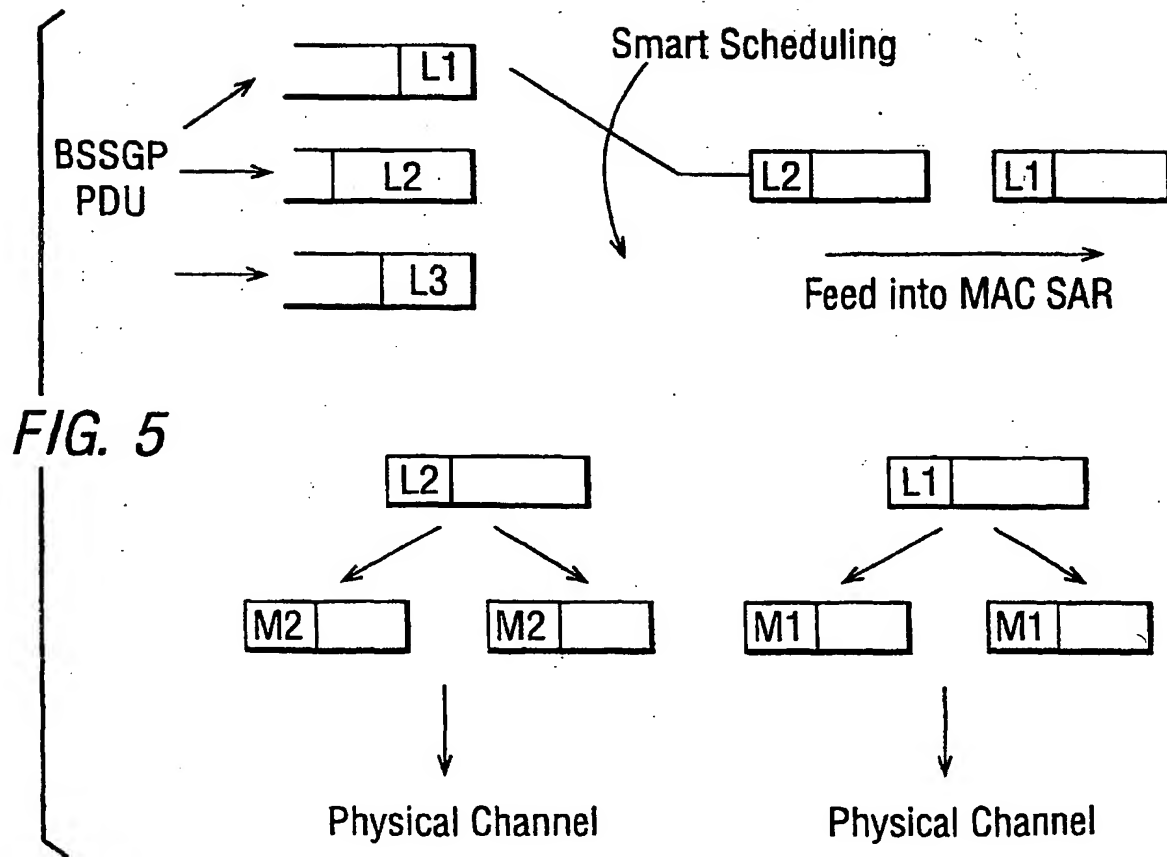 Smart Scheduling
L1
BSSGP
PDU
L2
L3
L2
L1
Feed into MAC SAR
FIG. 5
L2
L1
M2
M2
M1
M1
Physical Channel
Physical Channel